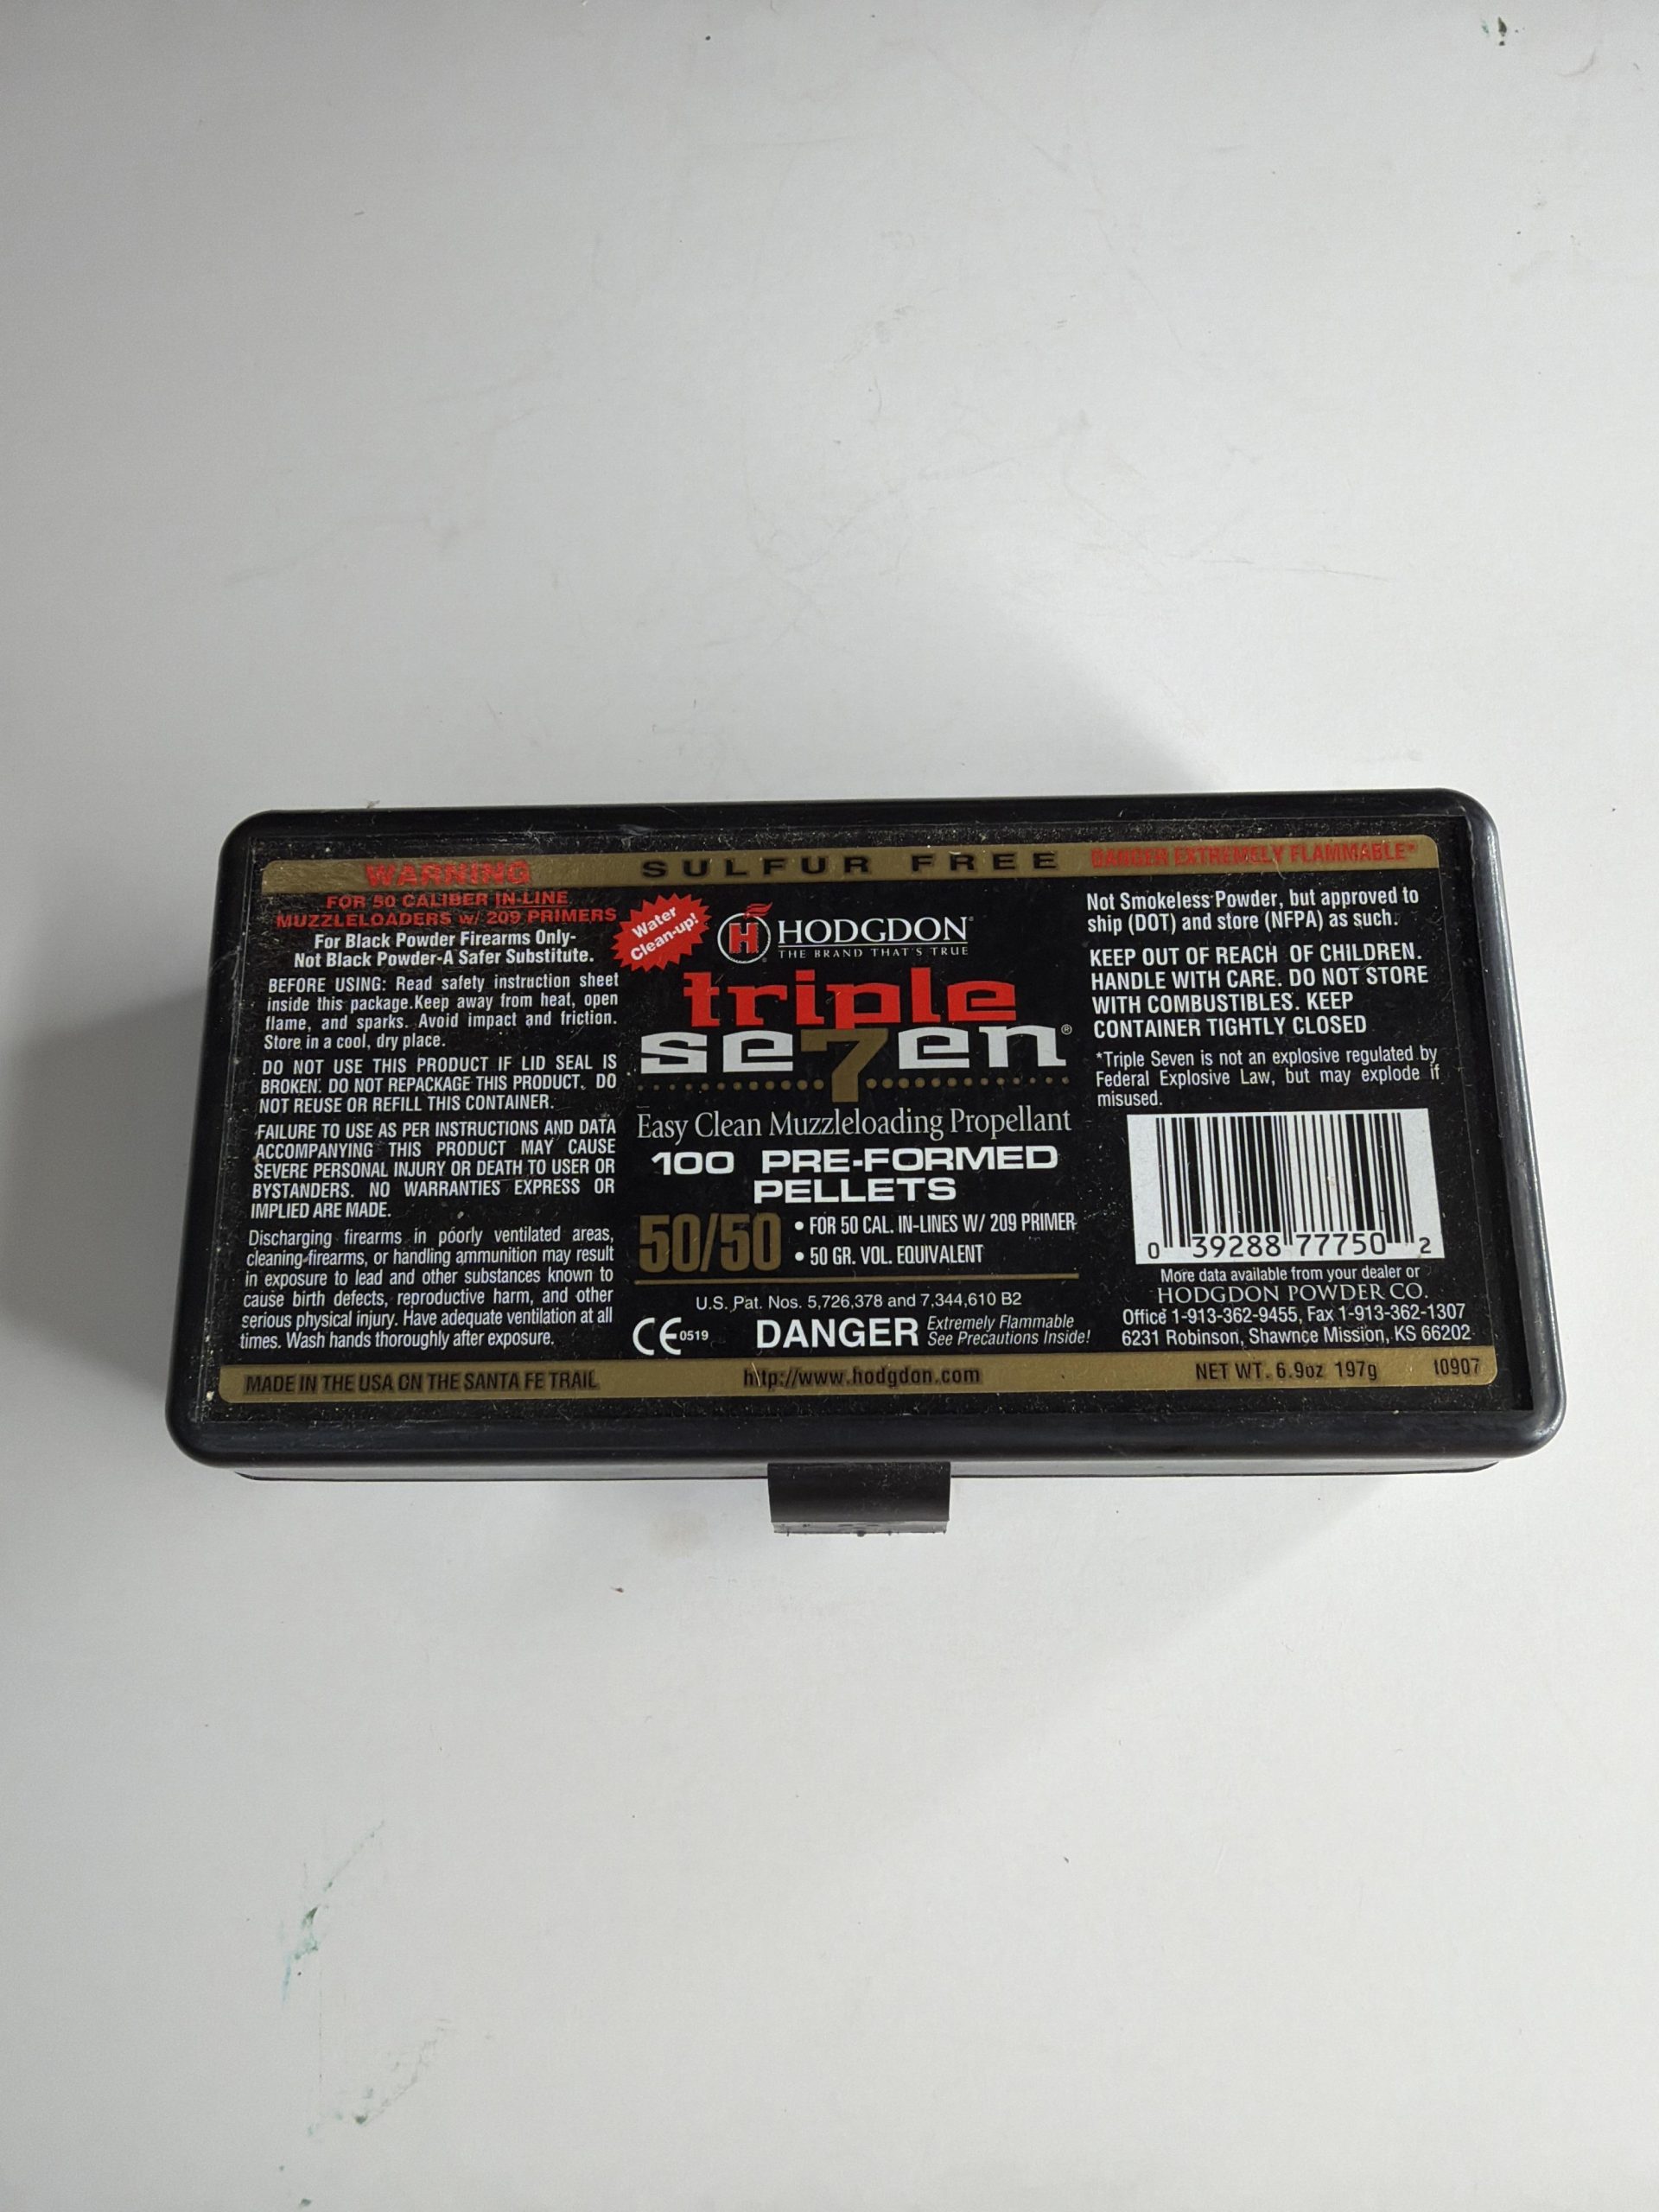 WARNING
FOR 50 CALIBER IN-LINE
MUZZLELOADERS w/ 209 PRIMERS
For Black Powder Firearms Only-
Not Black Powder-A Safer Substitute.
BEFORE USING: Read safety instruction sheet
inside this package.Keep away from heat, open
flame, and sparks. Avoid impact and friction.
Store in a cool, dry place.
DO NOT USE THIS PRODUCT IF LID SEAL IS
BROKEN. DO NOT REPACKAGE THIS PRODUCT. DO
NOT REUSE OR REFILL THIS CONTAINER.
FAILURE TO USE AS PER INSTRUCTIONS AND DATA
ACCOMPANYING THIS PRODUCT MAY CAUSE
SEVERE PERSONAL INJURY OR DEATH TO USER OR
BYSTANDERS. NO WARRANTIES EXPRESS OR
IMPLIED ARE MADE.
Discharging firearms in poorly ventilated areas,
cleaning firearms, or handling ammunition may result
in exposure to lead and other substances known to
cause birth defects, reproductive harm, and other
serious physical injury. Have adequate ventilation at all
times. Wash hands thoroughly after exposure.
MADE IN THE USA ON THE SANTA FE TRAIL
SULFUR FREE
Water
Clean-up!
H HODGDON®
THE BRAND THAT'S TRUE
triple
se7en®
Easy Clean Muzzleloading Propellant
100 PRE-FORMED
PELLETS
50/50
• FOR 50 CAL. IN-LINES W/ 209 PRIMER
• 50 GR. VOL. EQUIVALENT
U.S. Pat. Nos. 5,726,378 and 7,344,610 B2
CE 0519 DANGER Extremely Flammable
See Precautions Inside!
http://www.hodgdon.com
DANGER EXTREMELY FLAMMABLE*
Not Smokeless Powder, but approved to
ship (DOT) and store (NFPA) as such.
KEEP OUT OF REACH OF CHILDREN.
HANDLE WITH CARE. DO NOT STORE
WITH COMBUSTIBLES. KEEP
CONTAINER TIGHTLY CLOSED
*Triple Seven is not an explosive regulated by
Federal Explosive Law, but may explode if
misused.
0 39288 77750 2
More data available from your dealer or
HODGDON POWDER CO.
Office 1-913-362-9455, Fax 1-913-362-1307
6231 Robinson, Shawnee Mission, KS 66202
NET WT. 6.9oz 197g
10907